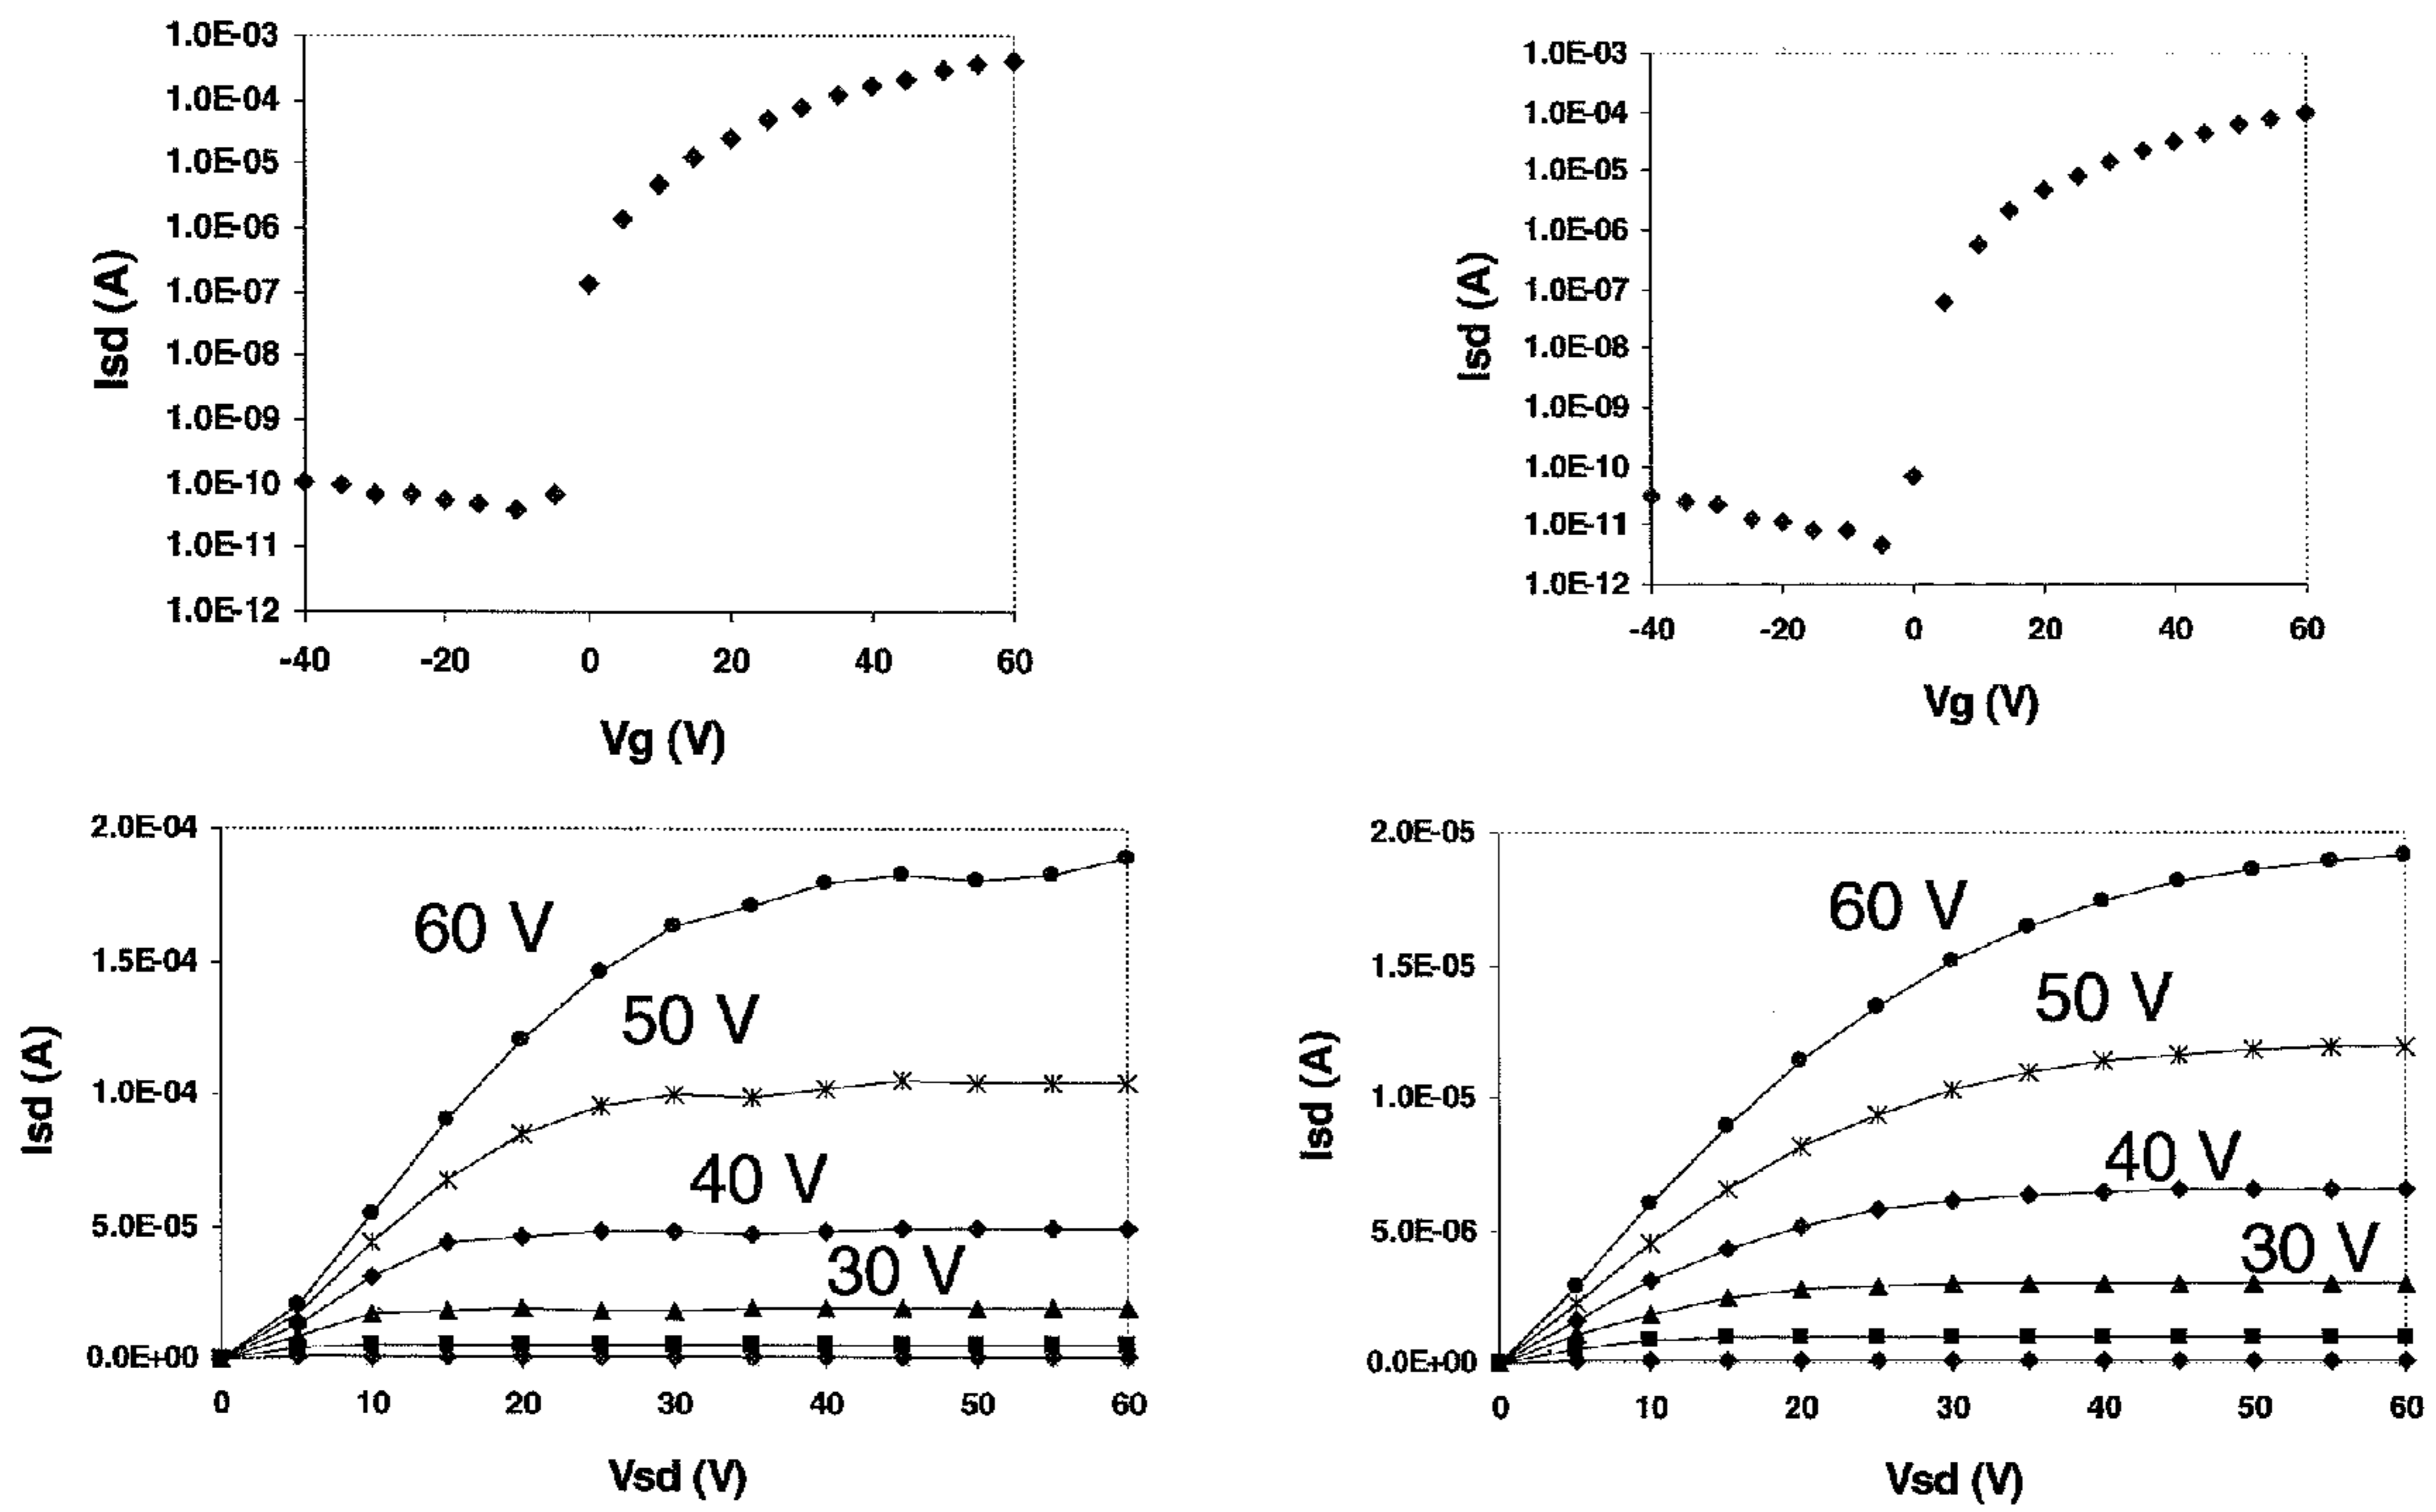 1.0E-03
1.0E-04
1.0E-05
1.0E-06
1.0E-07
1.0E-08
1.0E-09
1.0E-10
1.0E-11
1.0E-12
Isd (A)
-40 -20 0 20 40 60
Vg (V)
1.0E-03
1.0E-04
1.0E-05
1.0E-06
1.0E-07
1.0E-08
1.0E-09
1.0E-10
1.0E-11
1.0E-12
Isd (A)
-40 -20 0 20 40 60
Vg (V)
2.0E-04
1.5E-04
1.0E-04
5.0E-05
0.0E+00
Isd (A)
60 V
50 V
40 V
30 V
0 10 20 30 40 50 60
Vsd (V)
2.0E-05
1.5E-05
1.0E-05
5.0E-06
0.0E+00
Isd (A)
60 V
50 V
40 V
30 V
0 10 20 30 40 50 60
Vsd (V)